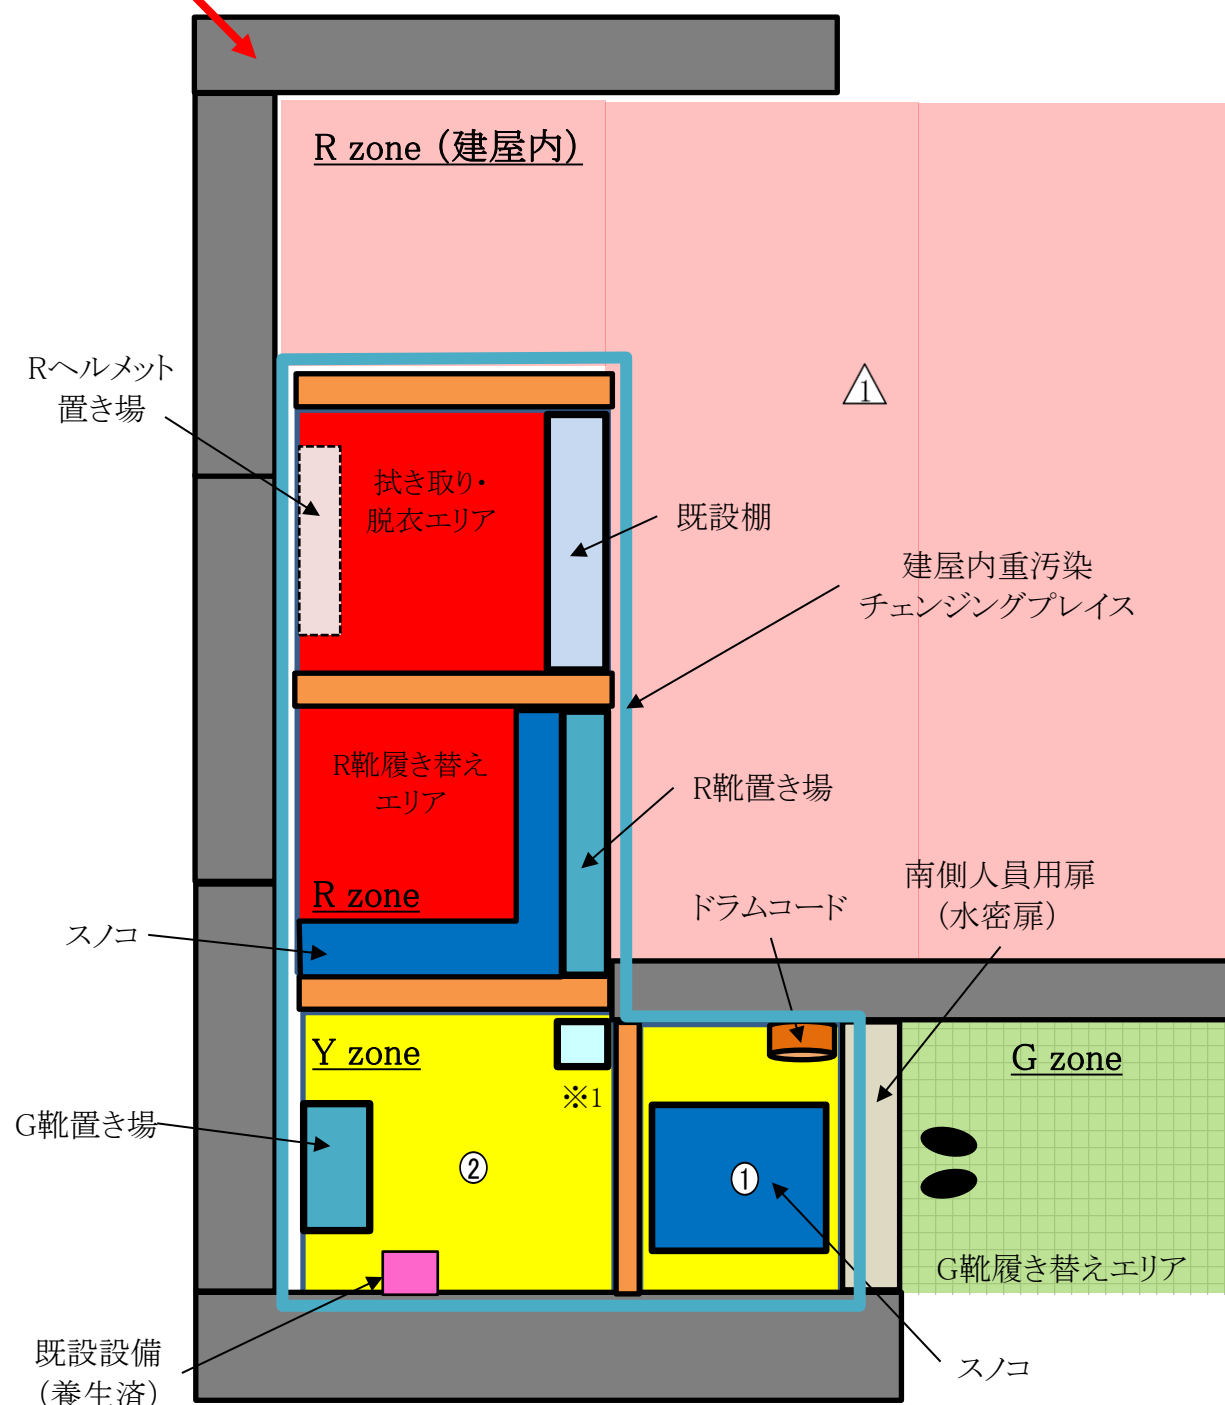 R zone（建屋内）
Rヘルメット
置き場
1
拭き取り・
脱衣エリア
既設棚
建屋内重汚染
チェンジングプレイス
R靴履き替え
エリア
R靴置き場
R zone
南側人員用扉
（水密扉）
ドラムコード
スノコ
Y zone
G zone
※1
G靴置き場
②
①
G靴履き替えエリア
既設設備
（養生済）
スノコ